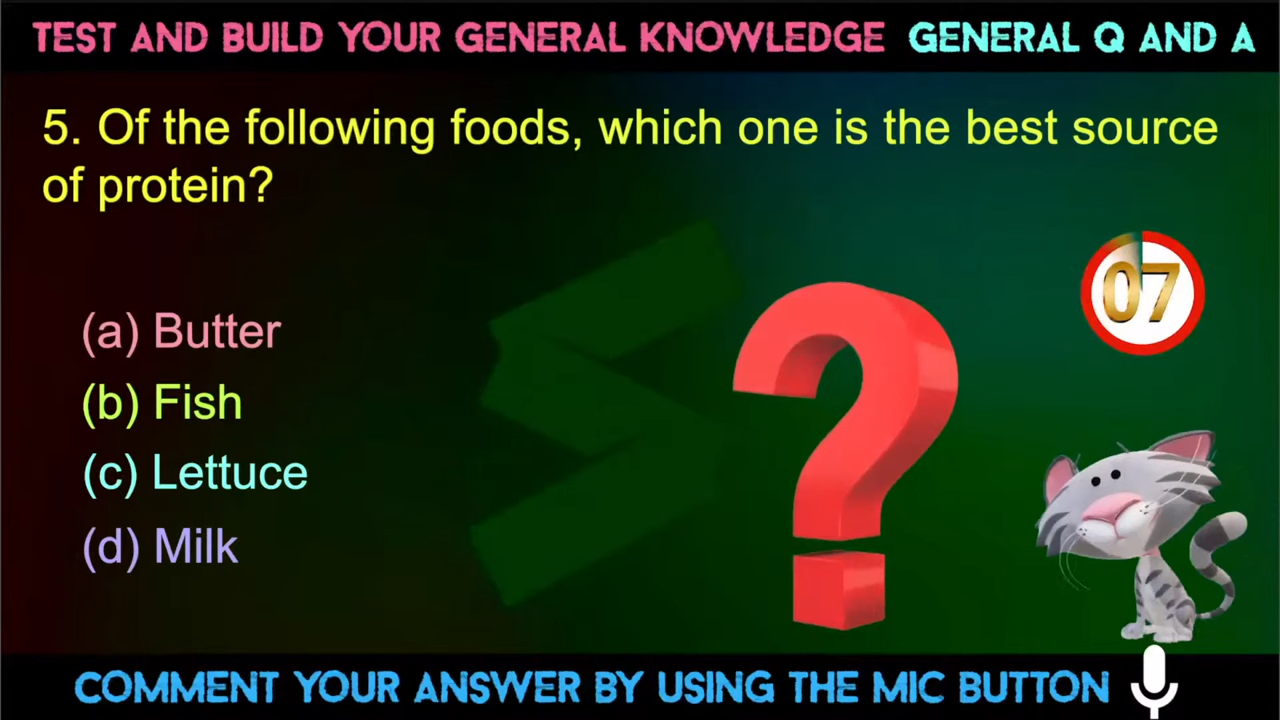 TEST AND BUILD YOUR GENERAL KNOWLEDGE GENERAL Q AND A
5. Of the following foods, which one is the best source
of protein?
07
(a) Butter
(b) Fish
(c) Lettuce
(d) Milk
?
COMMENT YOUR ANSWER BY USING THE MIC BUTTON